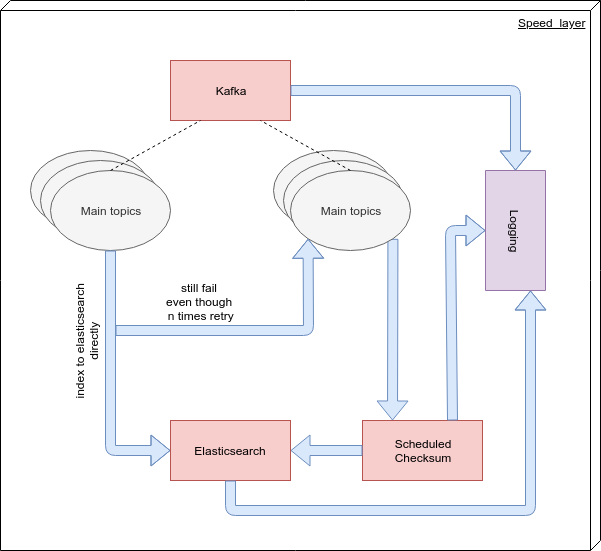 Speed layer
Kafka
Main topics
Main topics
Logging
still fail
even though
n times retry
index to elasticsearch
directly
Elasticsearch
Scheduled
Checksum